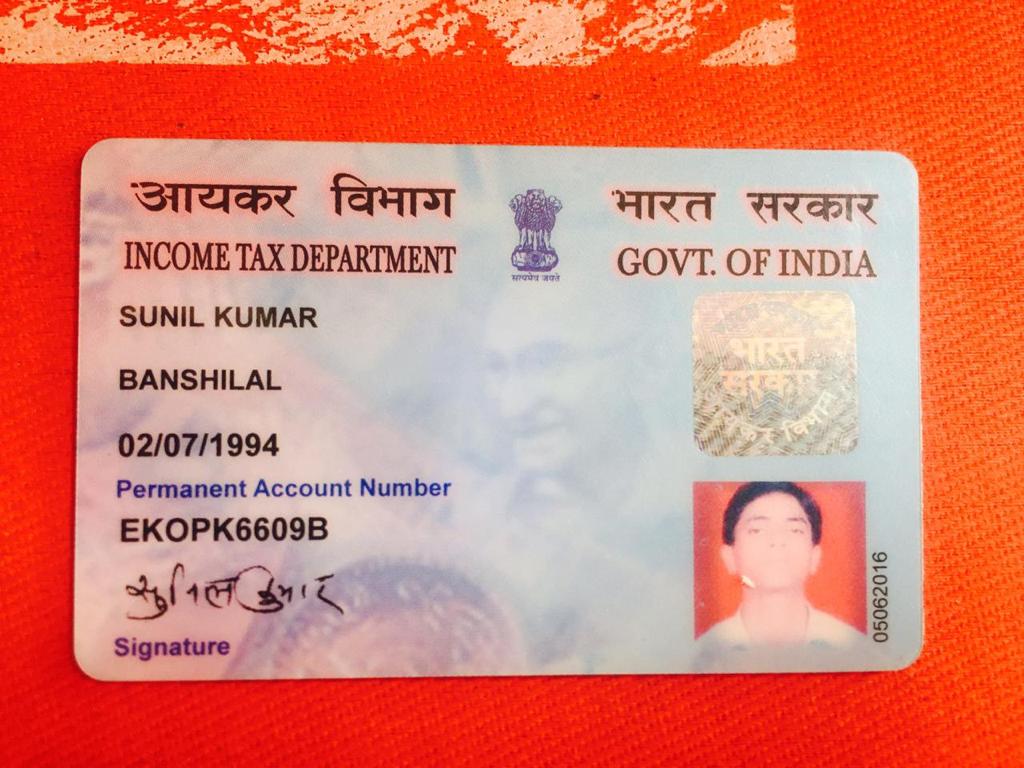 आयकर विभाग
INCOME TAX DEPARTMENT
सत्यमेव जयते
भारत सरकार
GOVT. OF INDIA
SUNIL KUMAR
BANSHILAL
02/07/1994
Permanent Account Number
EKOPK6609B
सुनिल कुमार
Signature
भारत
सरकार
05062016